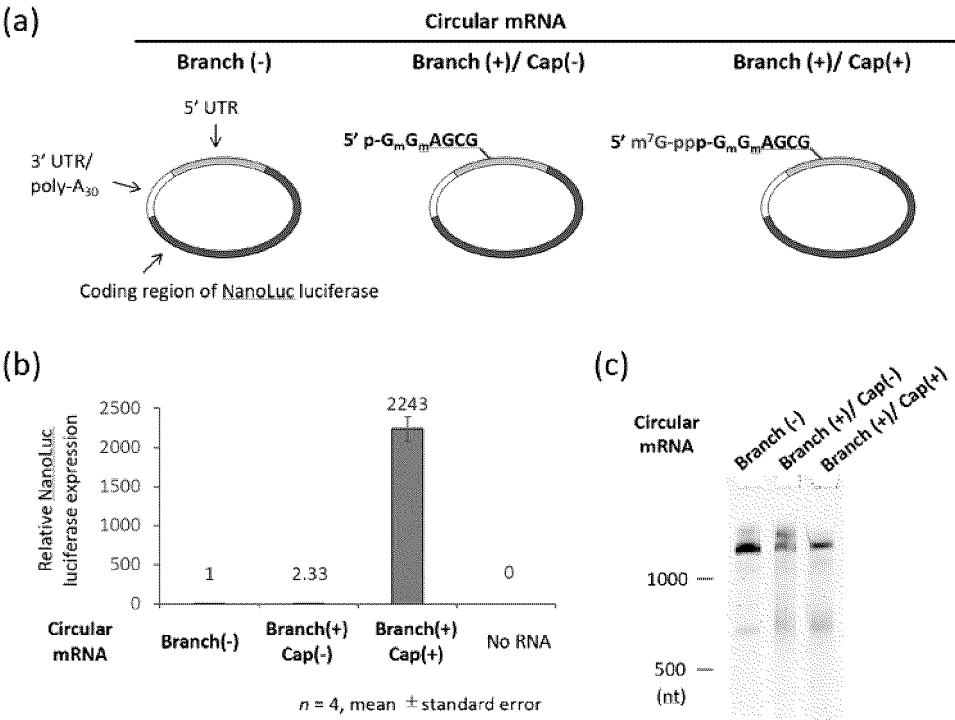 (a)
Circular mRNA
Branch (-)
Branch (+)/ Cap(-)
Branch (+)/ Cap(+)
5' UTR
3' UTR/
poly-A₃₀
5' p-GₘGₘAGCG
5' m⁷G-ppp-GₘGₘAGCG
Coding region of NanoLuc luciferase
(b)
Relative NanoLuc
luciferase expression
2500
2000
1500
1000
500
0
1
2.33
2243
0
Circular
mRNA
Branch(-)
Branch(+)
Cap(-)
Branch(+)
Cap(+)
No RNA
n = 4, mean ± standard error
(c)
Circular
mRNA
Branch (-)
Branch (+)/ Cap(-)
Branch (+)/ Cap(+)
1000
500
(nt)